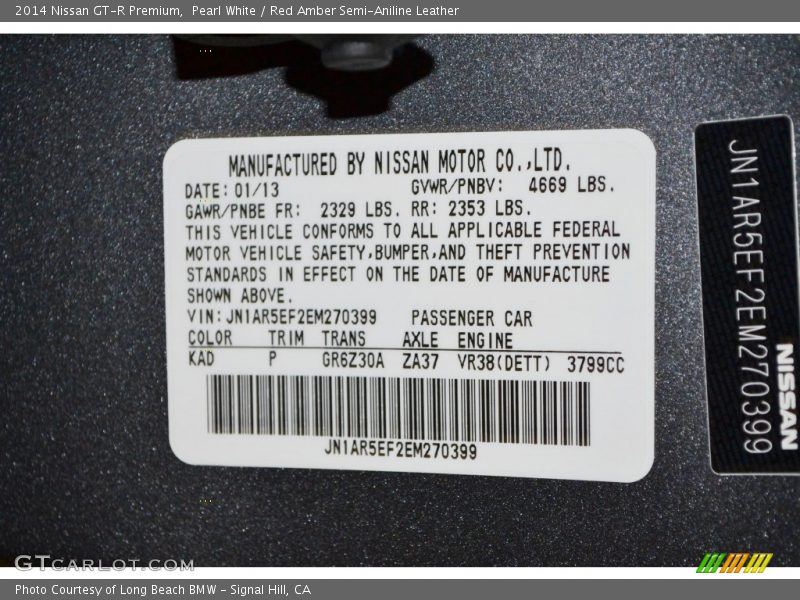 2014 Nissan GT-R Premium,  Pearl White / Red Amber Semi-Aniline Leather
MANUFACTURED BY NISSAN MOTOR CO.,LTD.
DATE: 01/13 GVWR/PNBV: 4669 LBS.
GAWR/PNBE FR: 2329 LBS. RR: 2353 LBS.
THIS VEHICLE CONFORMS TO ALL APPLICABLE FEDERAL
MOTOR VEHICLE SAFETY,BUMPER,AND THEFT PREVENTION
STANDARDS IN EFFECT ON THE DATE OF MANUFACTURE
SHOWN ABOVE.
VIN: JN1AR5EF2EM270399 PASSENGER CAR
COLOR TRIM TRANS AXLE ENGINE
KAD P GR6Z30A ZA37 VR38(DETT) 3799CC
JN1AR5EF2EM270399
JN1AR5EF2EM270399
NISSAN
GTCARLOT.COM
Photo Courtesy of Long Beach BMW - Signal Hill, CA